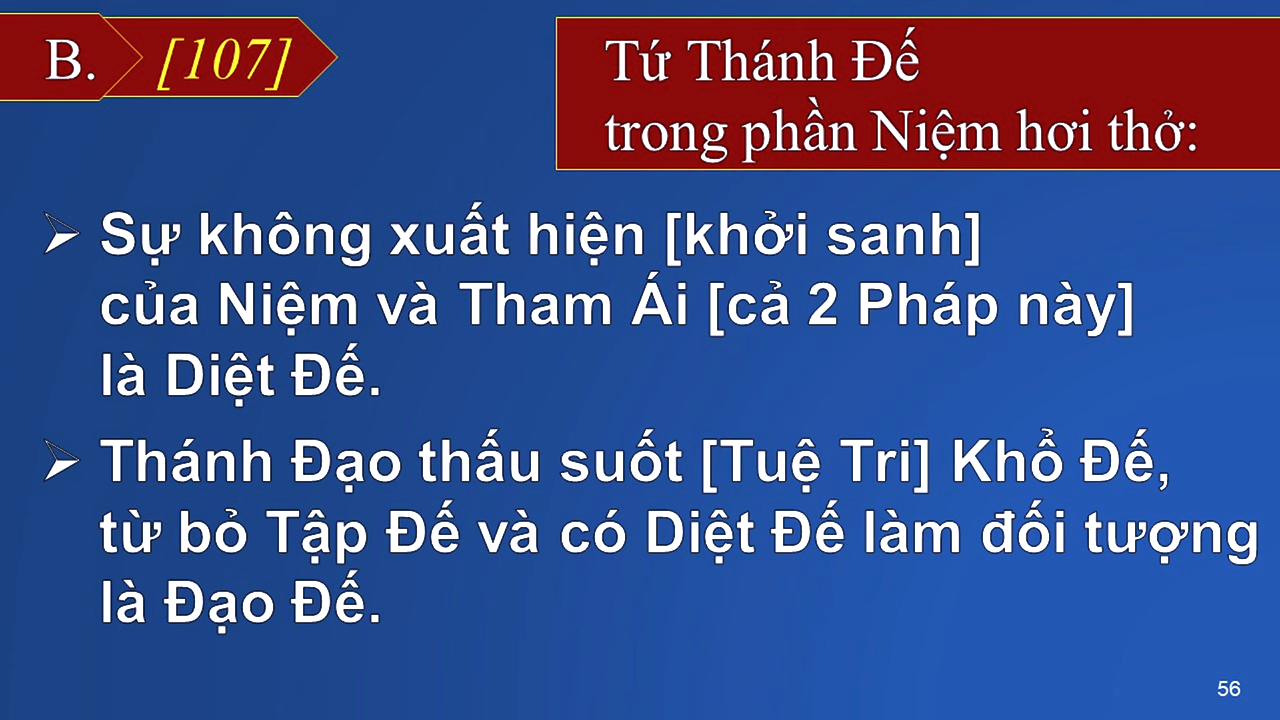 B. [107]
Tứ Thánh Đế
trong phần Niệm hơi thở:
Sự không xuất hiện [khởi sanh]
của Niệm và Tham Ái [cả 2 Pháp này]
là Diệt Đế.
Thánh Đạo thấu suốt [Tuệ Tri] Khổ Đế,
từ bỏ Tập Đế và có Diệt Đế làm đối tượng
là Đạo Đế.
56